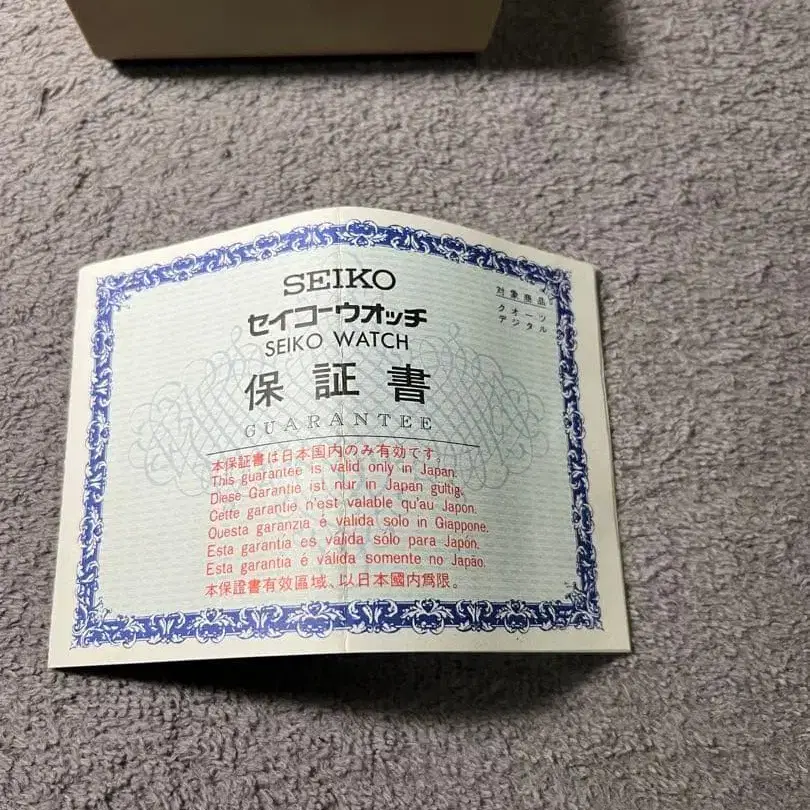 SEIKO
セイコーウオッチ
SEIKO WATCH
保証書
GUARANTEE
対象商品
クオーツ
デジタル
本保証書は日本国内のみ有効です。
This guarantee is valid only in Japan.
Diese Garantie ist nur in Japan gültig.
Cette garantie n'est valable qu'au Japon.
Questa garanzia é valida solo in Giappone.
Esta garantía es válida sólo para Japón.
Esta garantia é válida somente no Japão.
本保證書有效區域、以日本國内爲限。